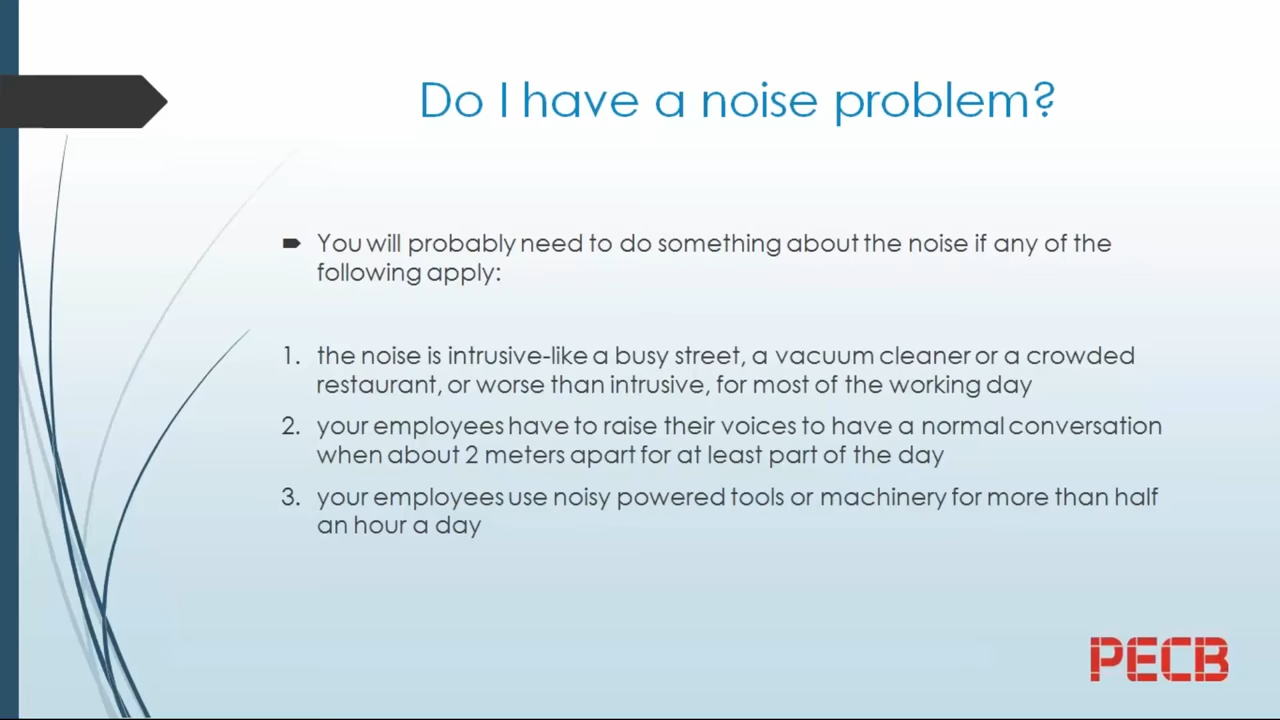 Do I have a noise problem?
You will probably need to do something about the noise if any of the
following apply:
1. the noise is intrusive-like a busy street, a vacuum cleaner or a crowded
restaurant, or worse than intrusive, for most of the working day
2. your employees have to raise their voices to have a normal conversation
when about 2 meters apart for at least part of the day
3. your employees use noisy powered tools or machinery for more than half
an hour a day
PECB